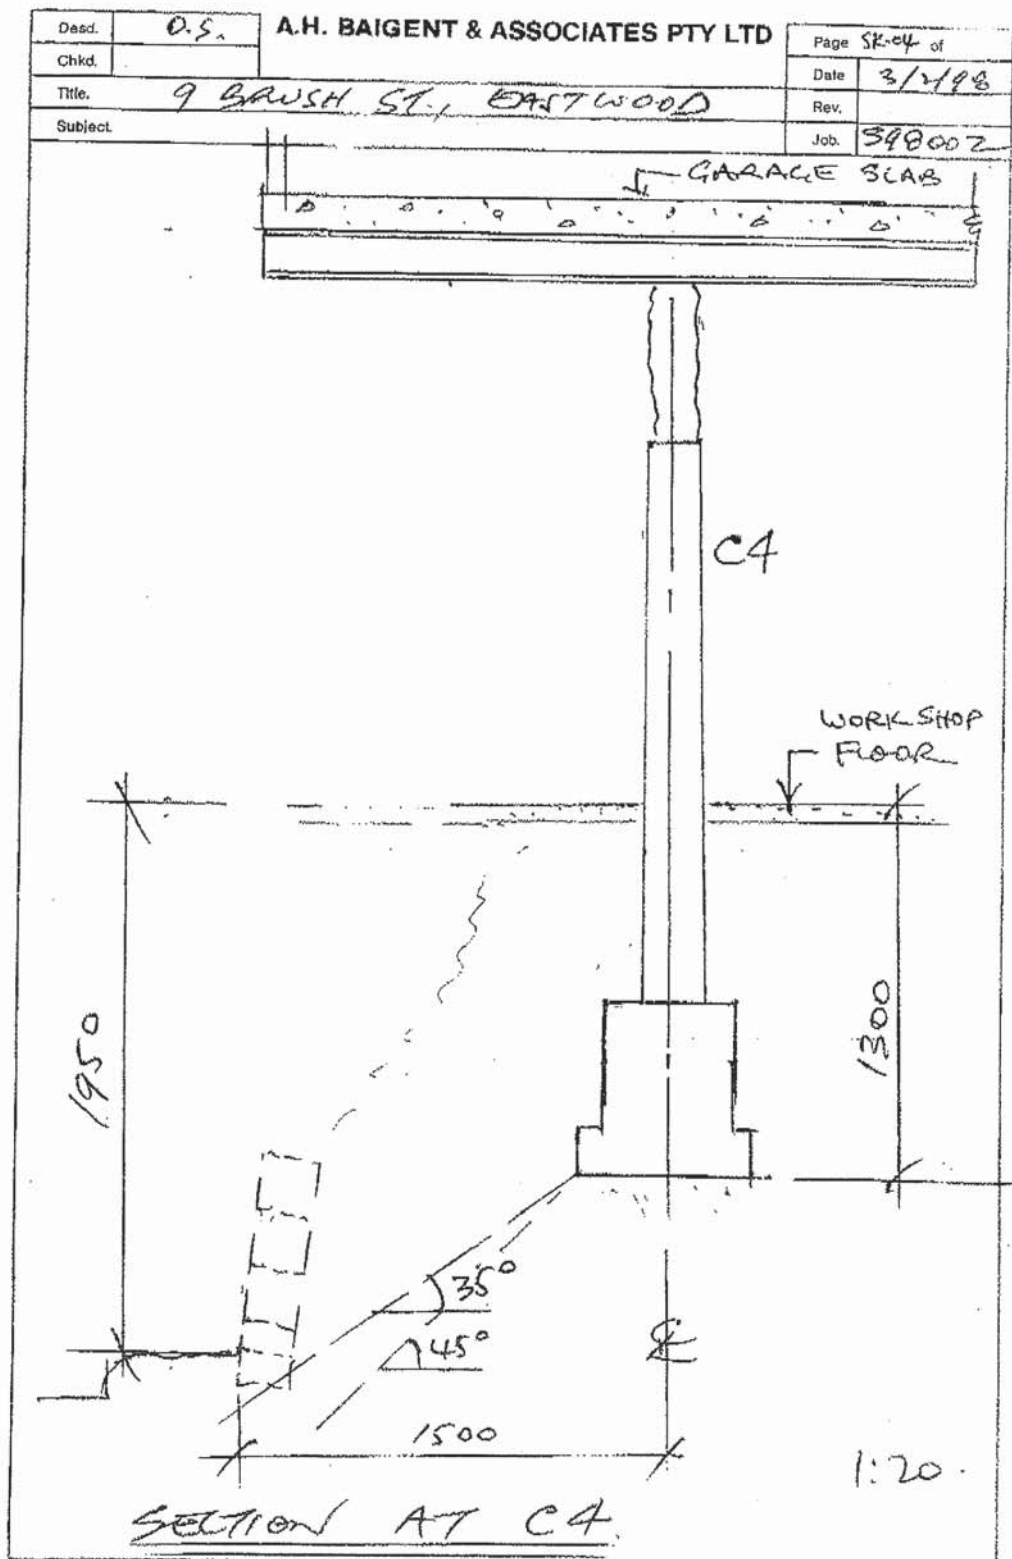 Desd. O.S.
A.H. BAIGENT & ASSOCIATES PTY LTD
Page SK-04 of
Chkd.
Date 3/2/98
Title. 9 BRUSH ST., EASTWOOD
Rev.
Subject.
Job. S98002
GARAGE SLAB
C4
WORKSHOP
FLOOR
1950
1300
35°
45°
℄
1500
1:20.
SECTION AT C4.